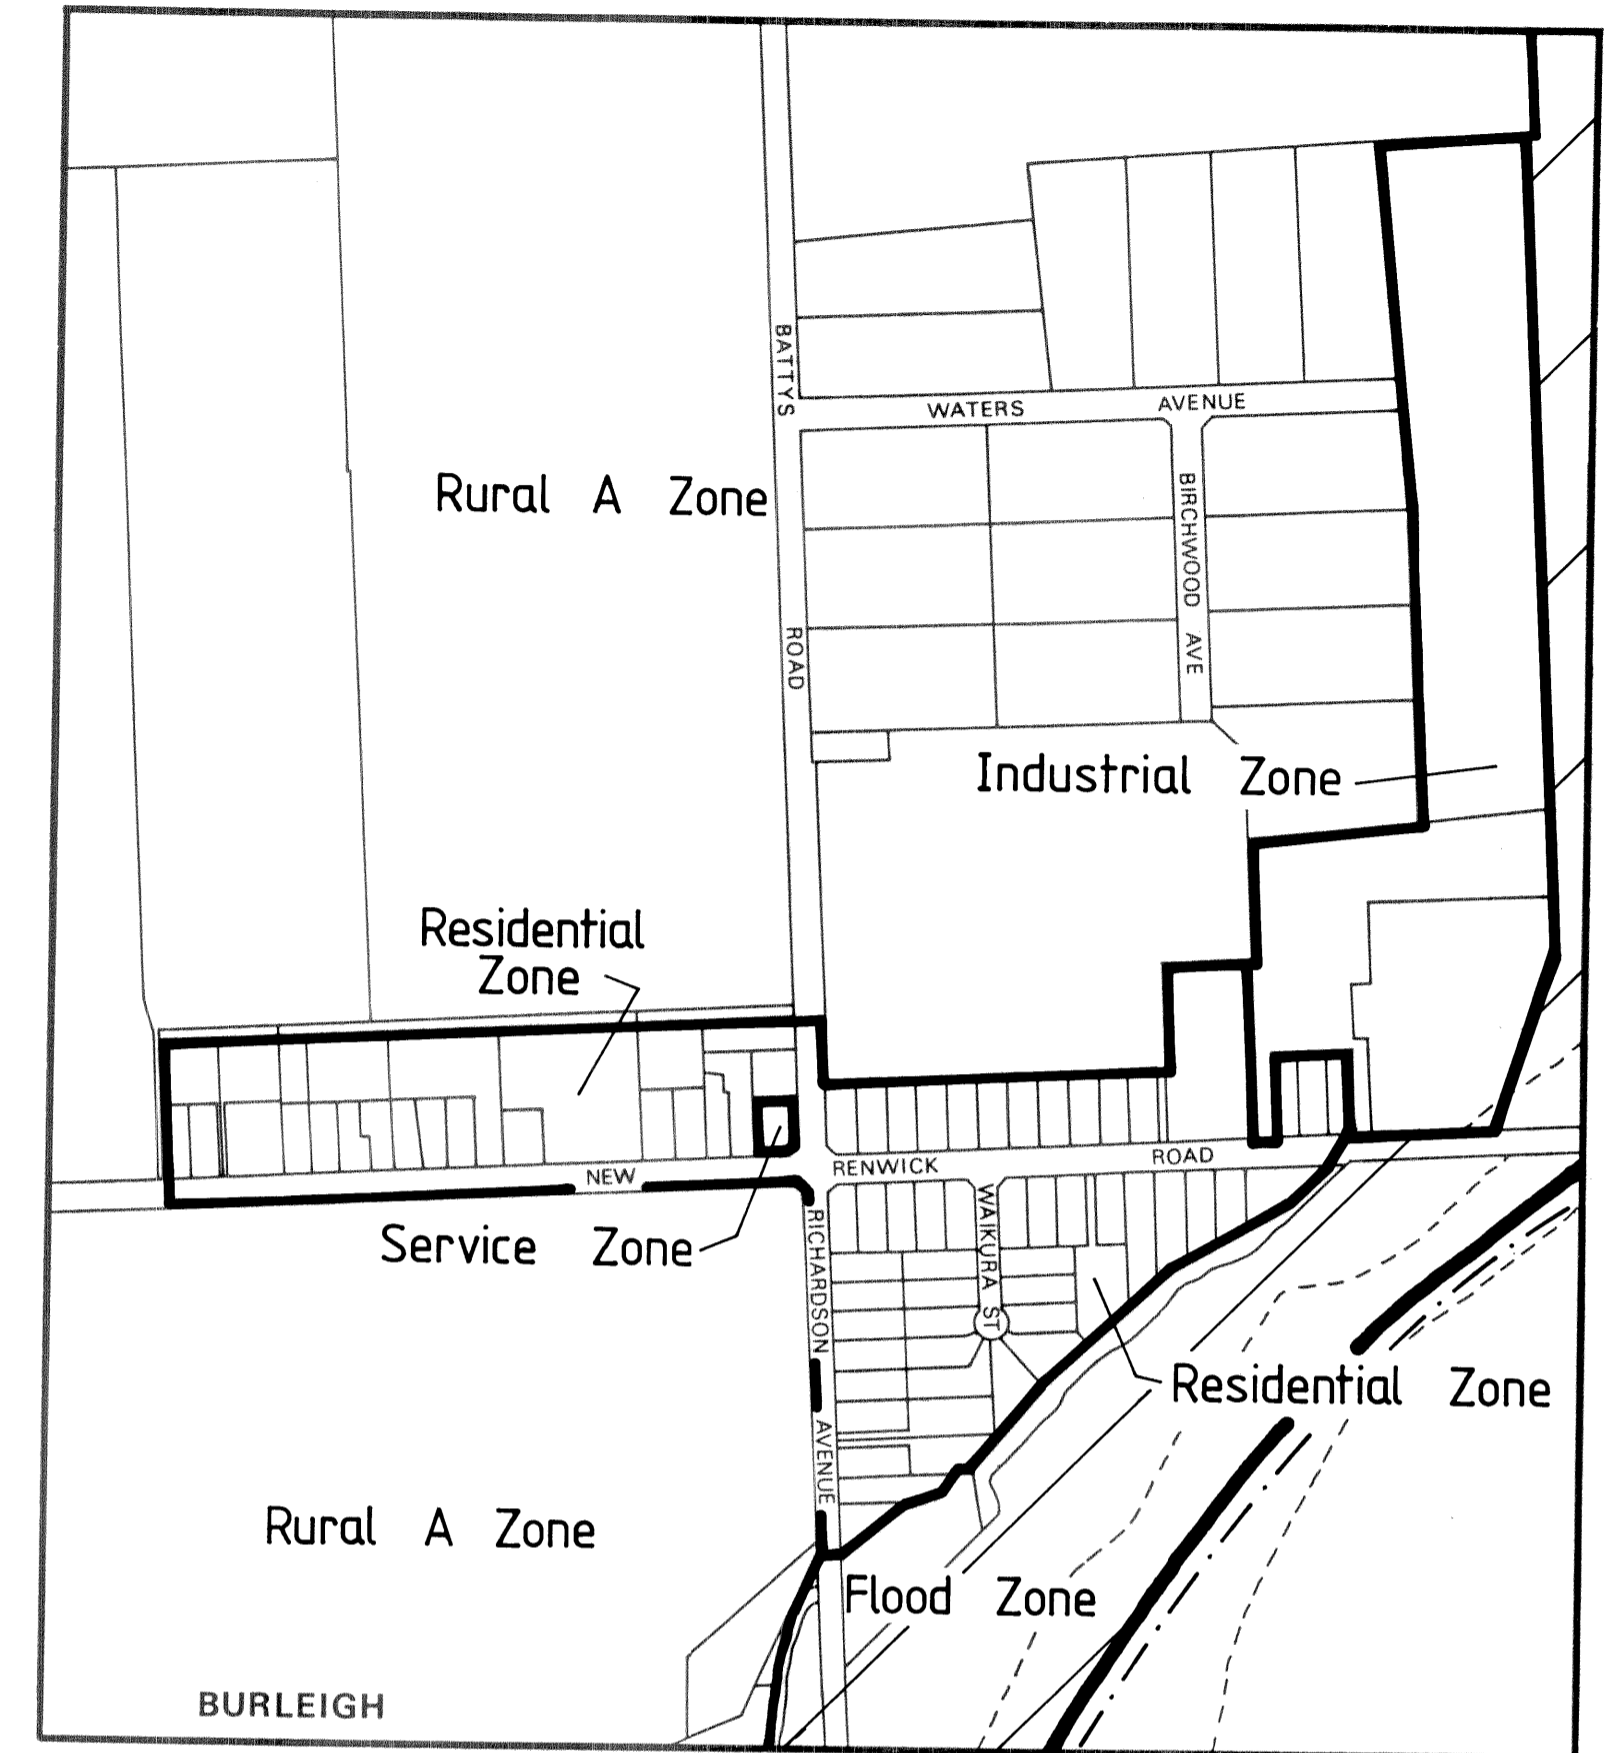 BATTYS
WATERS AVENUE
Rural A Zone
BIRCHWOOD AVE
ROAD
Industrial Zone
Residential
Zone
NEW RENWICK ROAD
WAIKURA ST
Service Zone
RICHARDSON
Residential Zone
AVENUE
Rural A Zone
Flood Zone
BURLEIGH